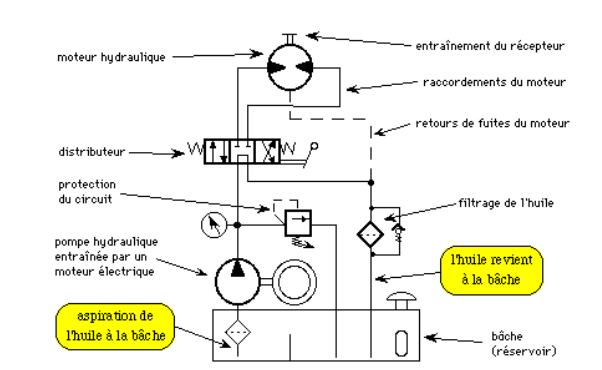 entraînement du récepteur
moteur hydraulique
raccordements du moteur
retours de fuites du moteur
distributeur
protection
du circuit
filtrage de l'huile
pompe hydraulique
entraînée par un
moteur électrique
l'huile revient
à la bâche
aspiration de
l'huile à la bâche
bâche
(réservoir)